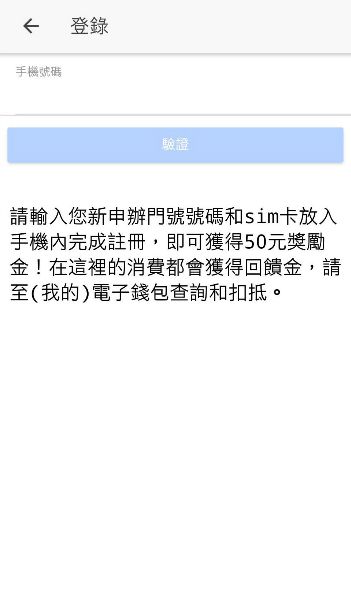 登錄
手機號碼
驗證
請輸入您新申辦門號號碼和sim卡放入
手機內完成註冊，即可獲得50元獎勵
金！在這裡的消費都會獲得回饋金，請
至(我的)電子錢包查詢和扣抵。